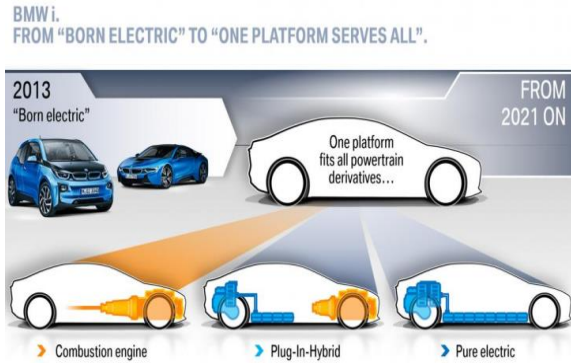 BMW i.
FROM “BORN ELECTRIC” TO “ONE PLATFORM SERVES ALL”.
2013
“Born electric”
FROM
2021 ON
One platform
fits all powertrain
derivatives...
Combustion engine
Plug-In-Hybrid
Pure electric